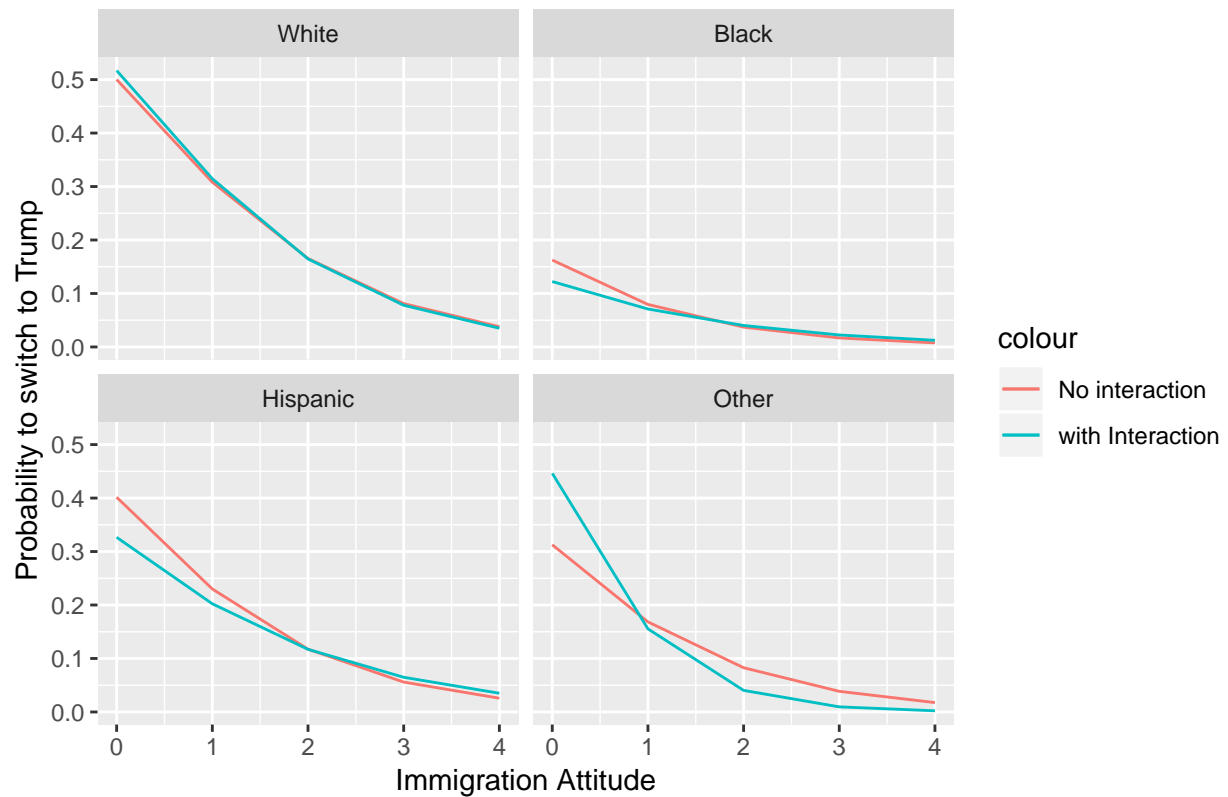 White
Black
0.5
0.4
0.3
0.2
0.1
0.0
Hispanic
Other
0.5
0.4
0.3
0.2
0.1
0.0
0 1 2 3 4
0 1 2 3 4
Immigration Attitude
Probability to switch to Trump
colour
No interaction
with Interaction